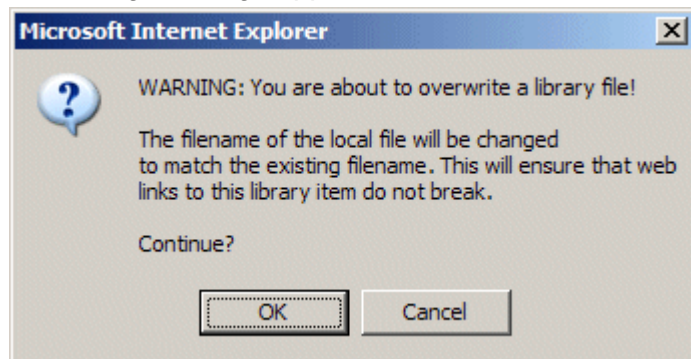 Microsoft Internet Explorer
WARNING: You are about to overwrite a library file!
The filename of the local file will be changed
to match the existing filename. This will ensure that web
links to this library item do not break.
Continue?
OK
Cancel